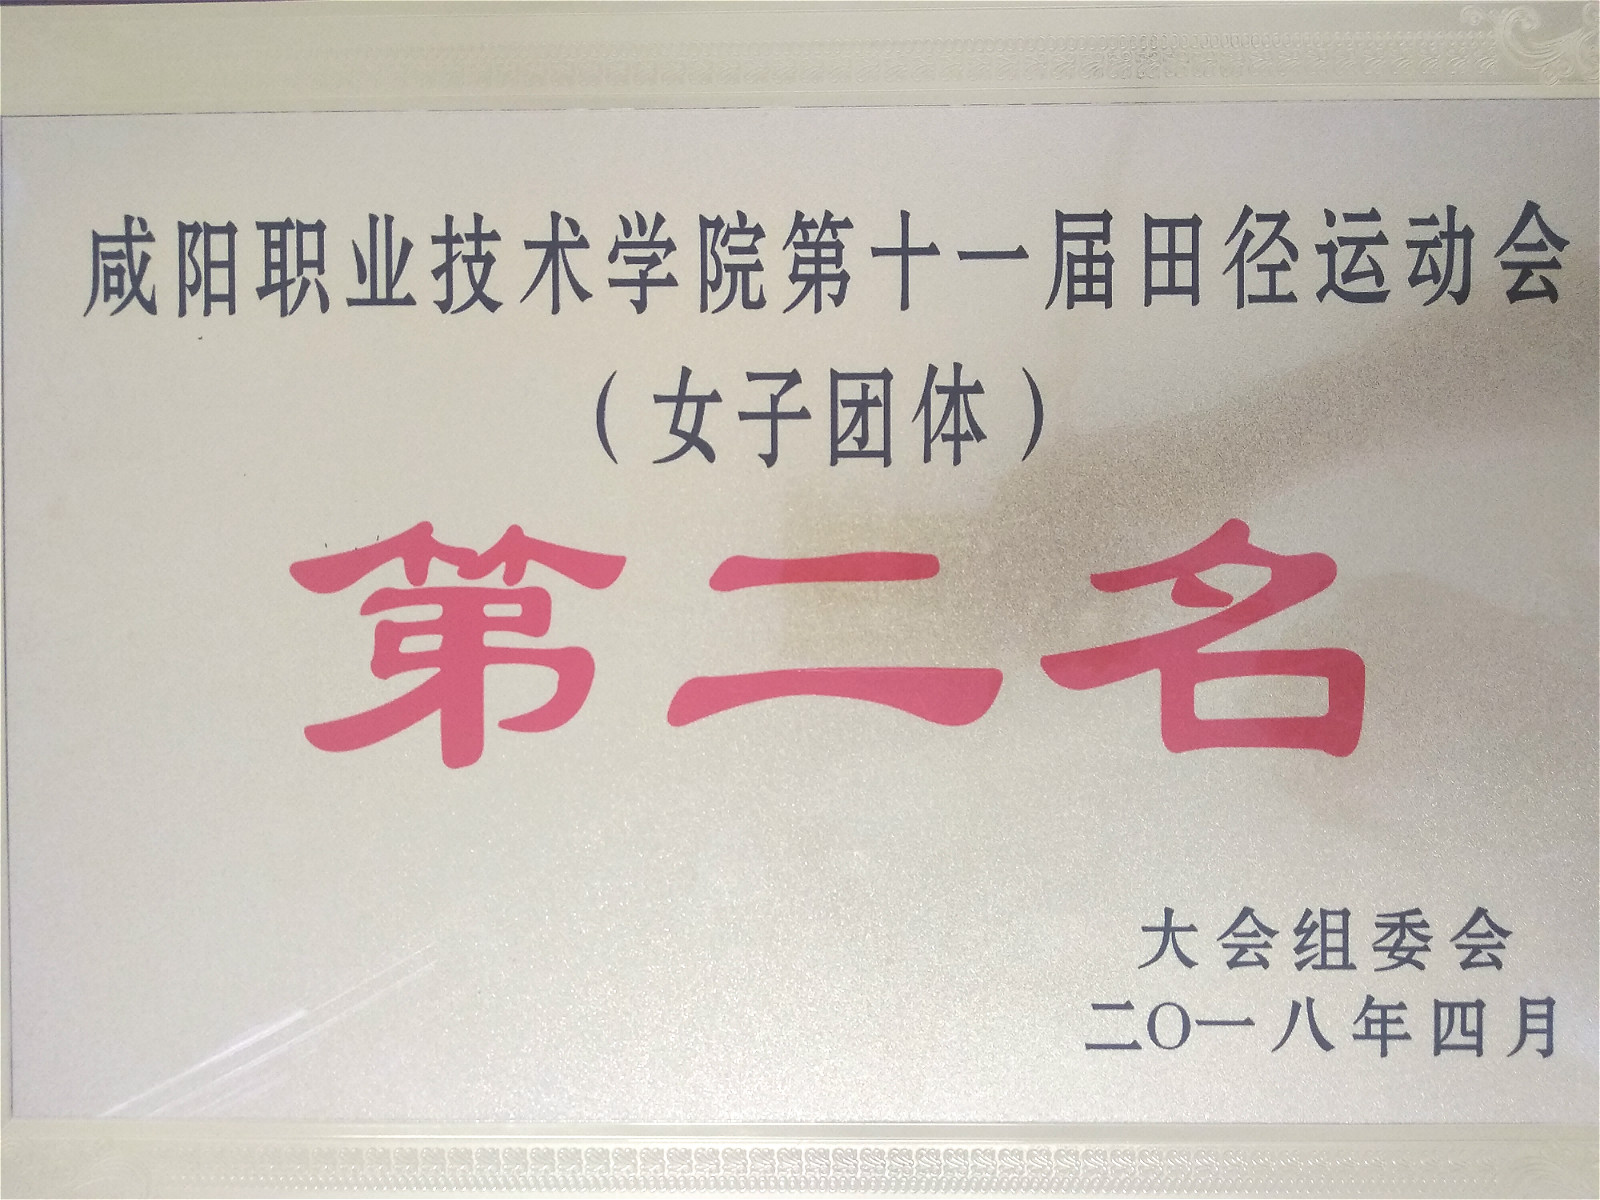 咸阳职业技术学院第十一届田径运动会
（女子团体）
第二名
大会组委会
二〇一八年四月